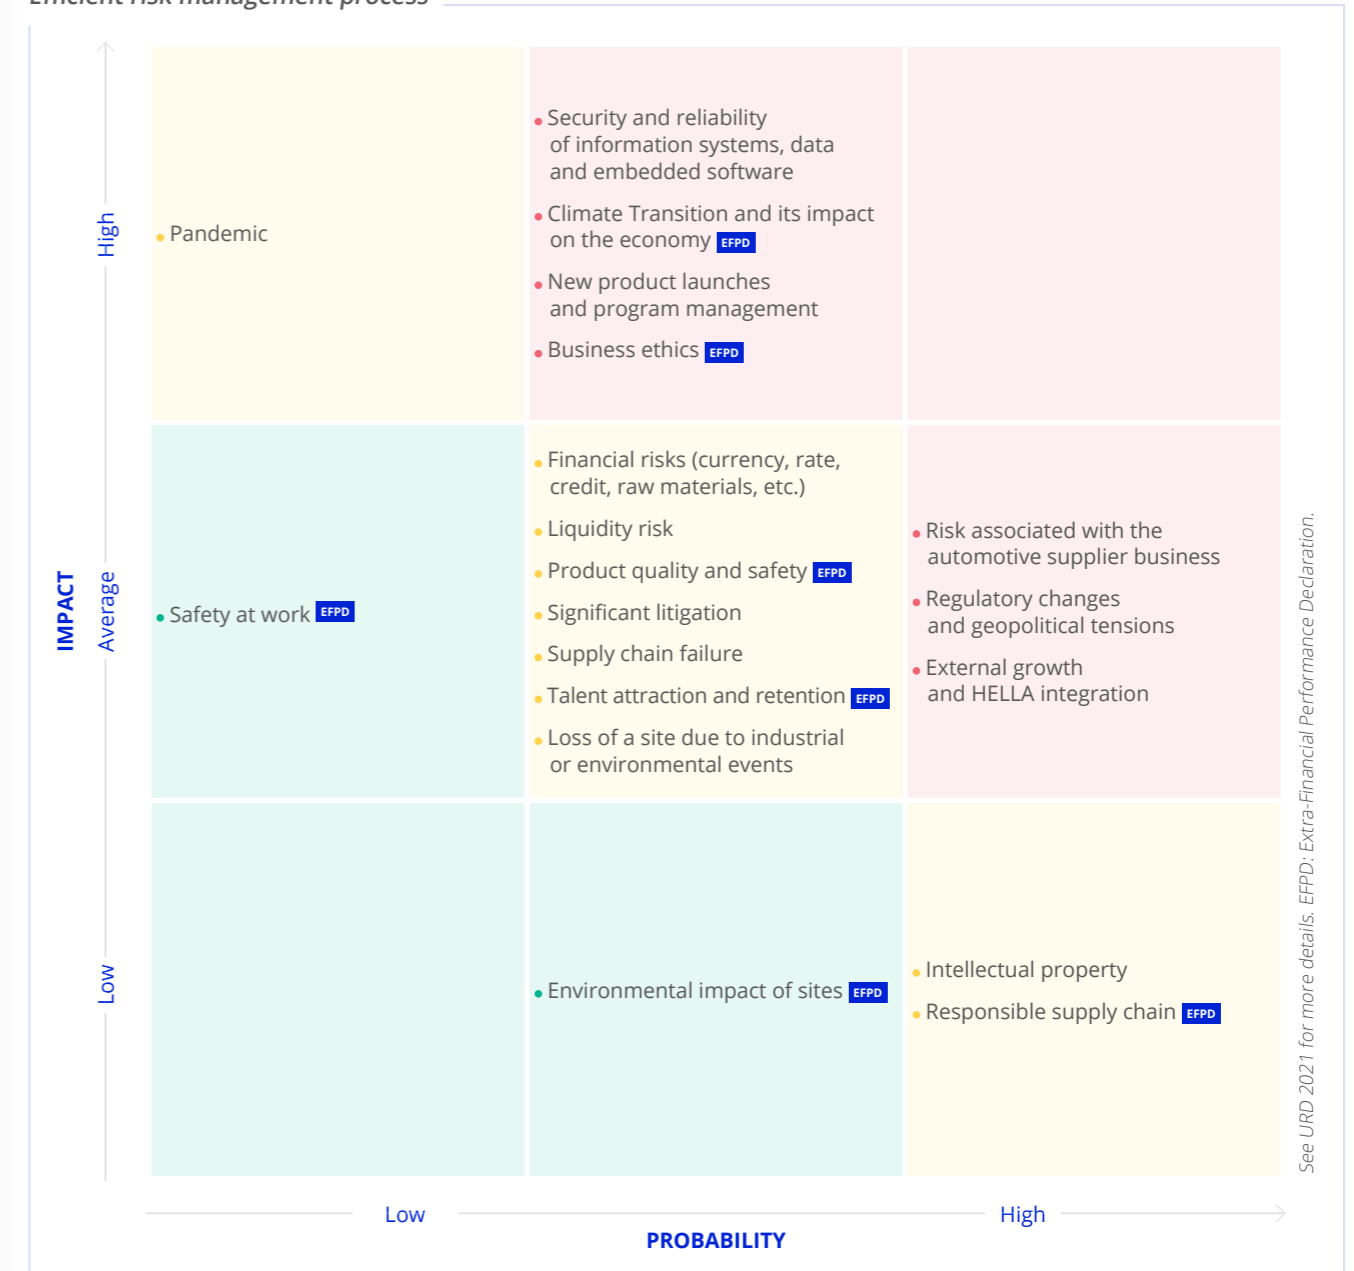 Efficient risk management process
Security and reliability
of information systems, data
and embedded software
Climate Transition and its impact
on the economy EFPD
New product launches
and program management
Business ethics EFPD
Pandemic
High
Financial risks (currency, rate,
credit, raw materials, etc.)
Liquidity risk
Product quality and safety EFPD
Significant litigation
Supply chain failure
Talent attraction and retention EFPD
Loss of a site due to industrial
or environmental events
Risk associated with the
automotive supplier business
Regulatory changes
and geopolitical tensions
External growth
and HELLA integration
Safety at work EFPD
IMPACT
Average
Low
Environmental impact of sites EFPD
Intellectual property
Responsible supply chain EFPD
See URD 2021 for more details. EFPD: Extra-Financial Performance Declaration.
Low
High
PROBABILITY